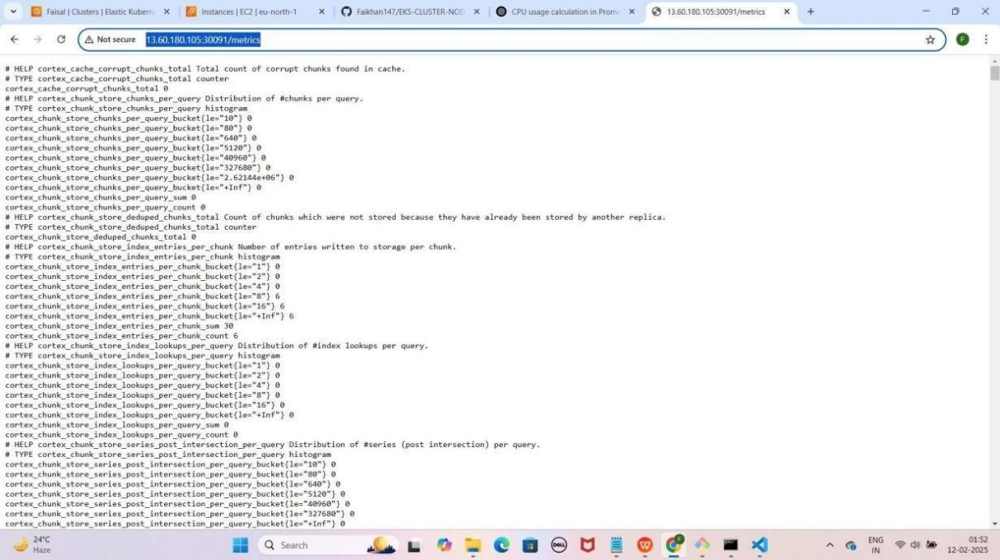 Faisal | Clusters | Elastic Kubern
Instances | EC2 | eu-north-1
Faikhan147/EKS-CLUSTER-NOD
CPU usage calculation in Prome
13.60.180.105:30091/metrics
Not secure
13.60.180.105:30091/metrics
F
# HELP cortex_cache_corrupt_chunks_total Total count of corrupt chunks found in cache.
# TYPE cortex_cache_corrupt_chunks_total counter
cortex_cache_corrupt_chunks_total 0
# HELP cortex_chunk_store_chunks_per_query Distribution of #chunks per query.
# TYPE cortex_chunk_store_chunks_per_query histogram
cortex_chunk_store_chunks_per_query_bucket{le="10"} 0
cortex_chunk_store_chunks_per_query_bucket{le="80"} 0
cortex_chunk_store_chunks_per_query_bucket{le="640"} 0
cortex_chunk_store_chunks_per_query_bucket{le="5120"} 0
cortex_chunk_store_chunks_per_query_bucket{le="40960"} 0
cortex_chunk_store_chunks_per_query_bucket{le="327680"} 0
cortex_chunk_store_chunks_per_query_bucket{le="2.62144e+06"} 0
cortex_chunk_store_chunks_per_query_bucket{le="+Inf"} 0
cortex_chunk_store_chunks_per_query_sum 0
cortex_chunk_store_chunks_per_query_count 0
# HELP cortex_chunk_store_deduped_chunks_total Count of chunks which were not stored because they have already been stored by another replica.
# TYPE cortex_chunk_store_deduped_chunks_total counter
cortex_chunk_store_deduped_chunks_total 0
# HELP cortex_chunk_store_index_entries_per_chunk Number of entries written to storage per chunk.
# TYPE cortex_chunk_store_index_entries_per_chunk histogram
cortex_chunk_store_index_entries_per_chunk_bucket{le="1"} 0
cortex_chunk_store_index_entries_per_chunk_bucket{le="2"} 0
cortex_chunk_store_index_entries_per_chunk_bucket{le="4"} 0
cortex_chunk_store_index_entries_per_chunk_bucket{le="8"} 6
cortex_chunk_store_index_entries_per_chunk_bucket{le="16"} 6
cortex_chunk_store_index_entries_per_chunk_bucket{le="+Inf"} 6
cortex_chunk_store_index_entries_per_chunk_sum 30
cortex_chunk_store_index_entries_per_chunk_count 6
# HELP cortex_chunk_store_index_lookups_per_query Distribution of #index lookups per query.
# TYPE cortex_chunk_store_index_lookups_per_query histogram
cortex_chunk_store_index_lookups_per_query_bucket{le="1"} 0
cortex_chunk_store_index_lookups_per_query_bucket{le="2"} 0
cortex_chunk_store_index_lookups_per_query_bucket{le="4"} 0
cortex_chunk_store_index_lookups_per_query_bucket{le="8"} 0
cortex_chunk_store_index_lookups_per_query_bucket{le="16"} 0
cortex_chunk_store_index_lookups_per_query_bucket{le="+Inf"} 0
cortex_chunk_store_index_lookups_per_query_sum 0
cortex_chunk_store_index_lookups_per_query_count 0
# HELP cortex_chunk_store_series_post_intersection_per_query Distribution of #series (post intersection) per query.
# TYPE cortex_chunk_store_series_post_intersection_per_query histogram
cortex_chunk_store_series_post_intersection_per_query_bucket{le="10"} 0
cortex_chunk_store_series_post_intersection_per_query_bucket{le="80"} 0
cortex_chunk_store_series_post_intersection_per_query_bucket{le="640"} 0
cortex_chunk_store_series_post_intersection_per_query_bucket{le="5120"} 0
cortex_chunk_store_series_post_intersection_per_query_bucket{le="40960"} 0
cortex_chunk_store_series_post_intersection_per_query_bucket{le="327680"} 0
cortex_chunk_store_series_post_intersection_per_query_bucket{le="+Inf"} 0
24°C
Haze
Search
DELL
ENG
IN
01:52
12-02-2025